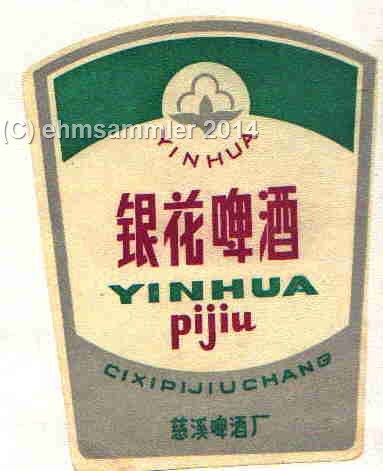 (C) ehmsammler 2014
YINHUA
银花啤酒
YINHUA
pijiu
CIXIPIJIUCHANG
慈溪啤酒厂